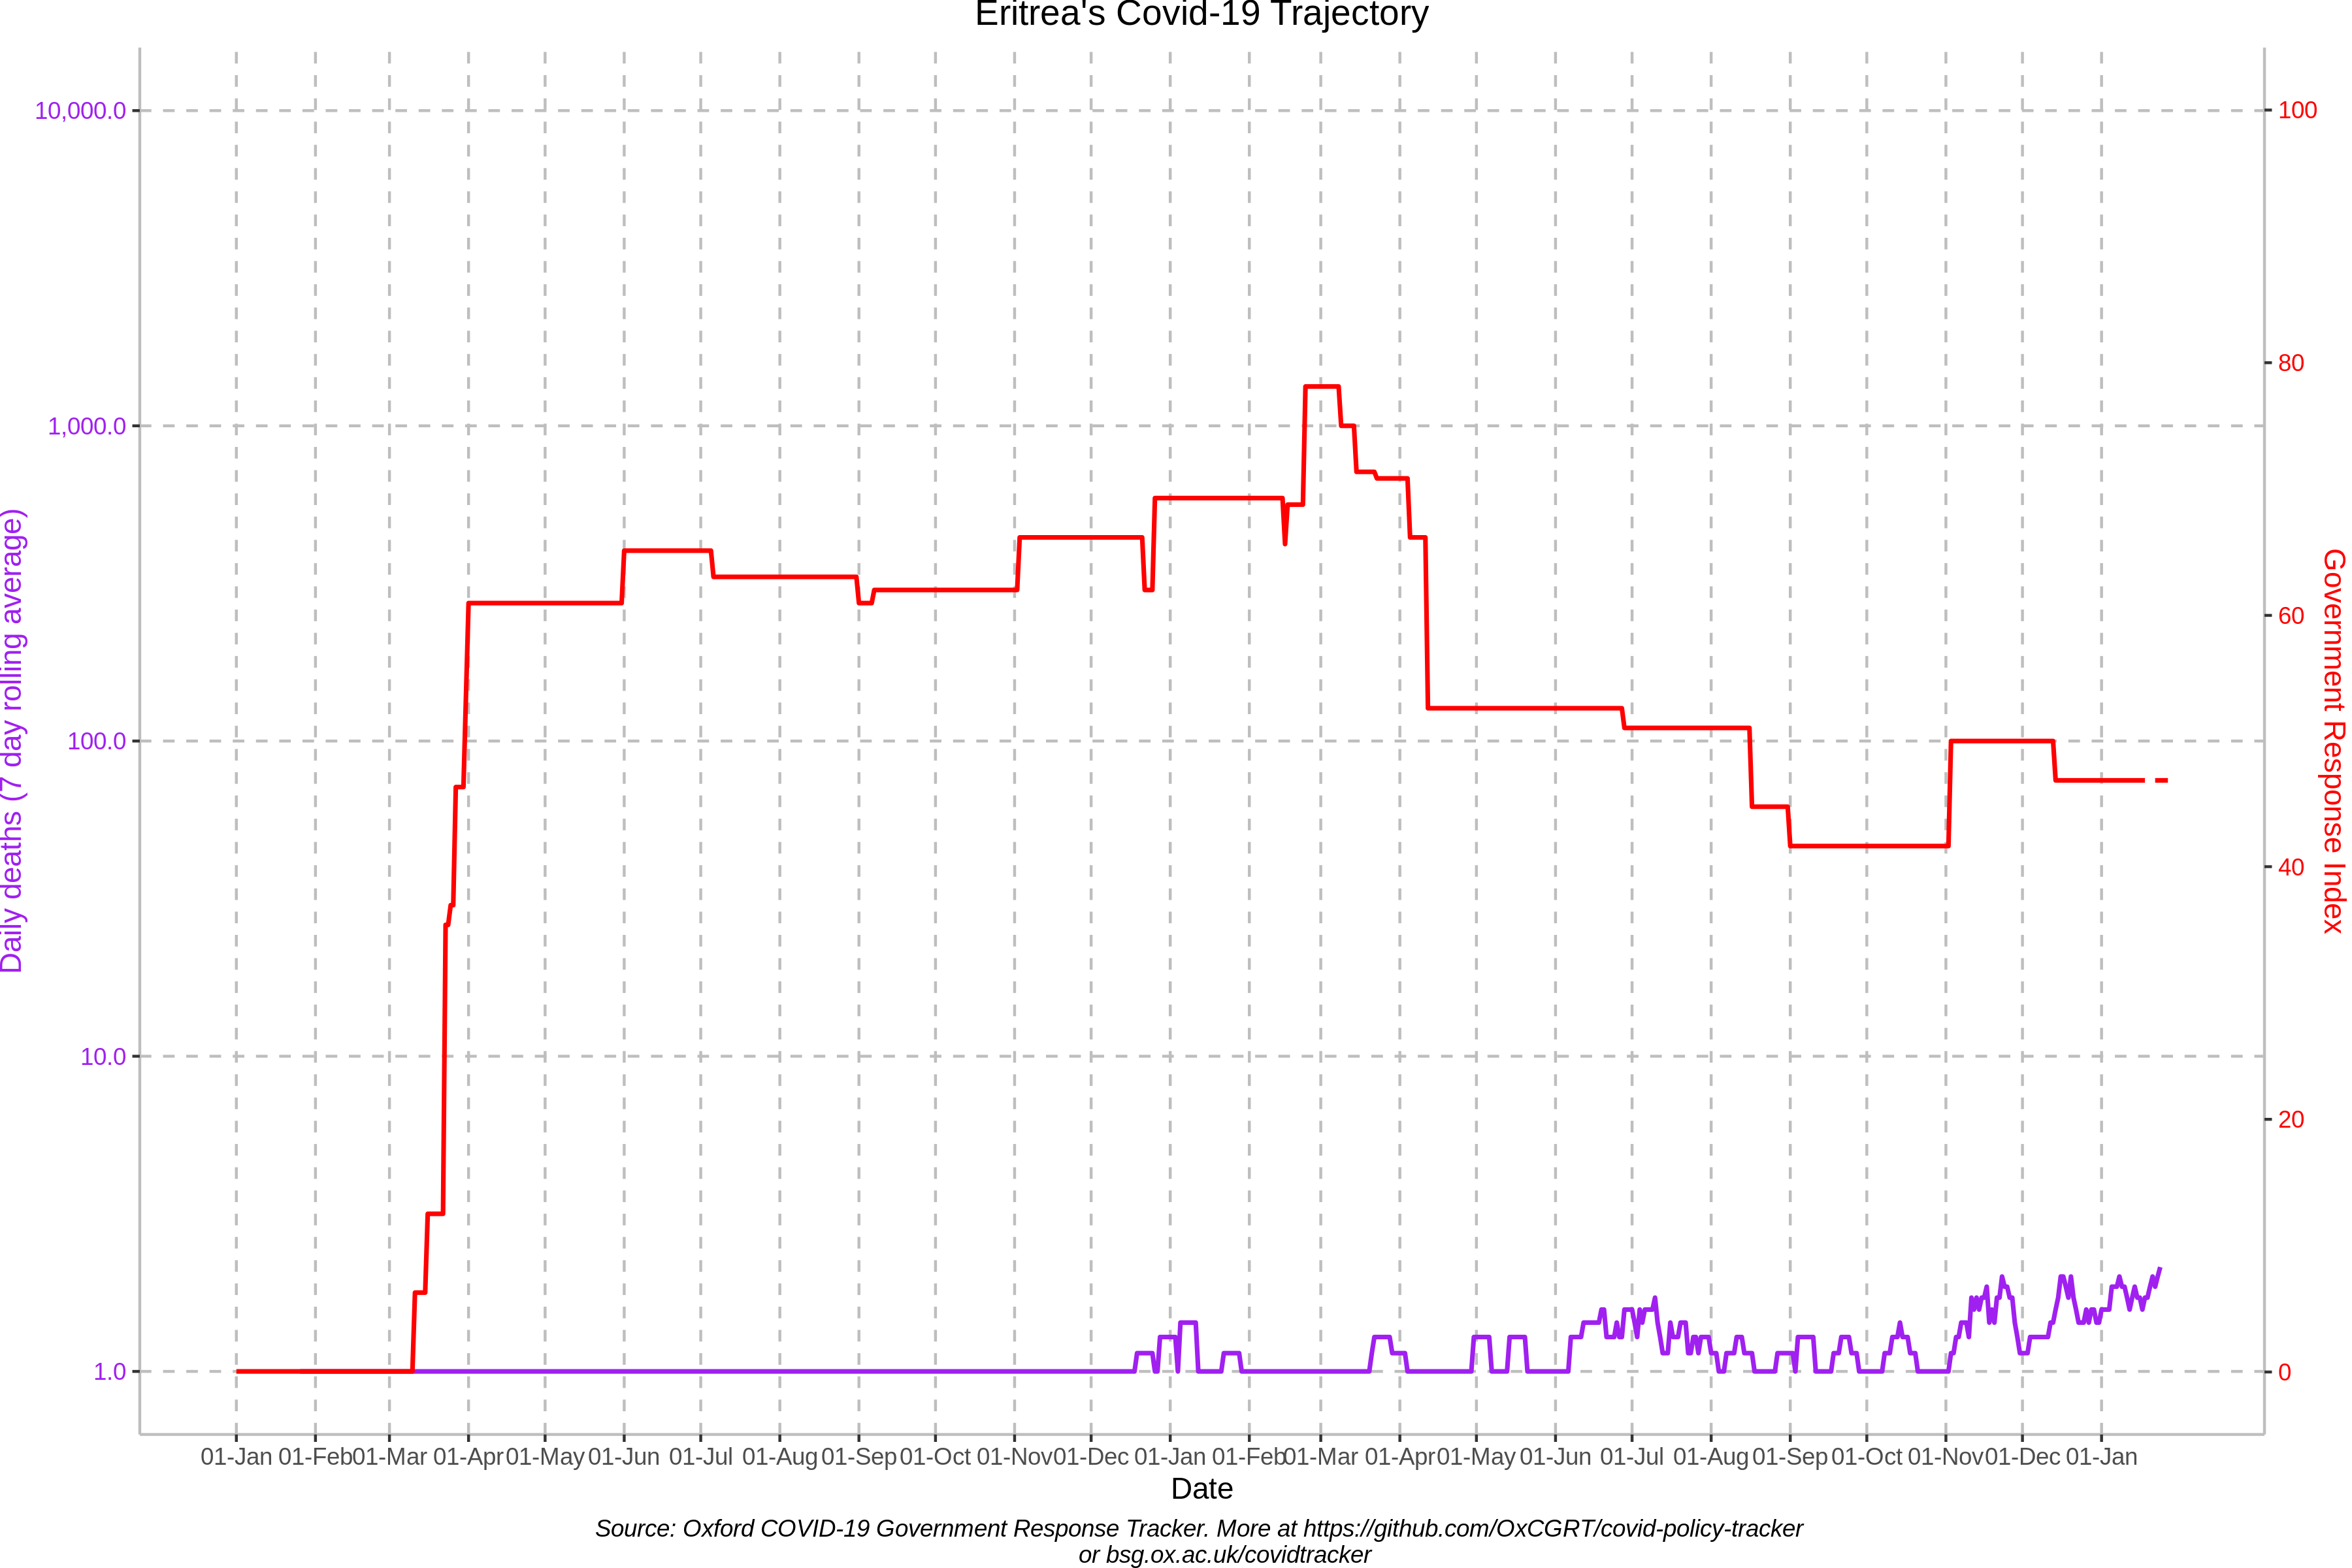 Eritrea's Covid-19 Trajectory
10,000.0
1,000.0
100.0
10.0
1.0
Daily deaths (7 day rolling average)
100
80
60
40
20
0
Government Response Index
01-Jan 01-Feb 01-Mar 01-Apr 01-May 01-Jun 01-Jul 01-Aug 01-Sep 01-Oct 01-Nov 01-Dec 01-Jan 01-Feb 01-Mar 01-Apr 01-May 01-Jun 01-Jul 01-Aug 01-Sep 01-Oct 01-Nov 01-Dec 01-Jan
Date
Source: Oxford COVID-19 Government Response Tracker. More at https://github.com/OxCGRT/covid-policy-tracker
or bsg.ox.ac.uk/covidtracker